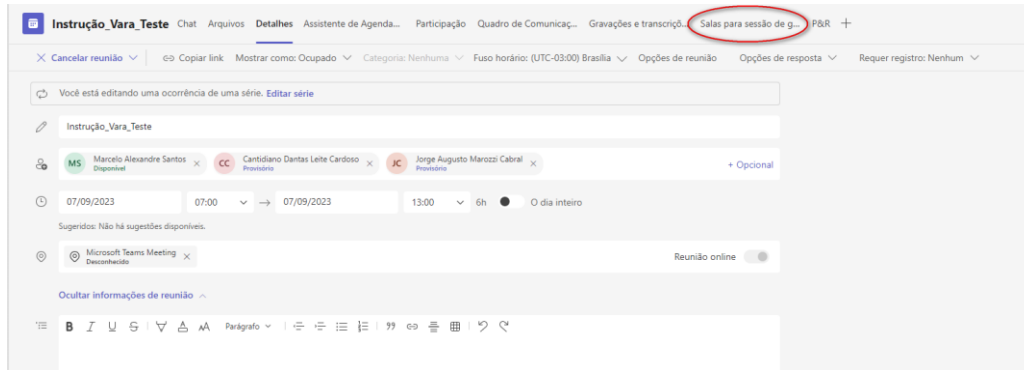 Instrução_Vara_Teste Chat Arquivos Detalhes Assistente de Agenda... Participação Quadro de Comunicaç... Gravações e transcriçõ... Salas para sessão de g... P&R
Cancelar reunião Copiar link Mostrar como: Ocupado Categoria: Nenhuma Fuso horário: (UTC-03:00) Brasília Opções de reunião Opções de resposta Requer registro: Nenhum
Você está editando uma ocorrência de uma série. Editar série
Instrução_Vara_Teste
MS Marcelo Alexandre Santos CC Cantidiano Dantas Leite Cardoso JC Jorge Augusto Marozzi Cabral
Disponível Provisório Provisório
+ Opcional
07/09/2023 07:00 → 07/09/2023 13:00 6h O dia inteiro
Sugeridos: Não há sugestões disponíveis.
Microsoft Teams Meeting
Desconhecido
Reunião online
Ocultar informações de reunião
B I U S A AA Parágrafo